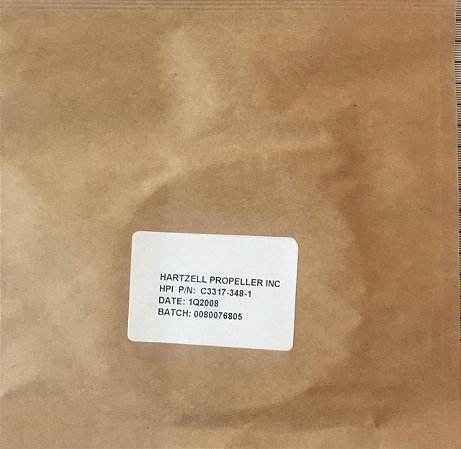 HARTZELL PROPELLER INC
HPI P/N: C3317-348-1
DATE: 1Q2008
BATCH: 0080076805